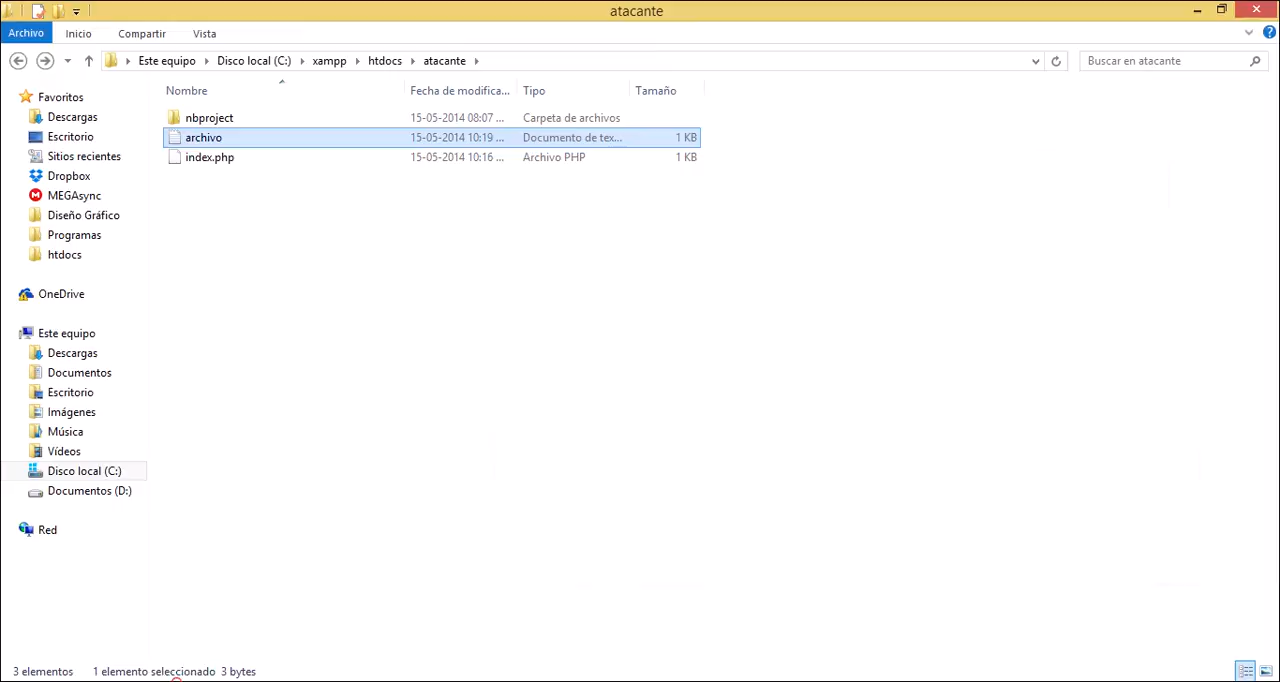 atacante
Archivo Inicio Compartir Vista
Este equipo Disco local (C:) xampp htdocs atacante Buscar en atacante
Nombre Fecha de modifica... Tipo Tamaño
nbproject 15-05-2014 08:07 ... Carpeta de archivos
archivo 15-05-2014 10:19 ... Documento de tex... 1 KB
index.php 15-05-2014 10:16 ... Archivo PHP 1 KB
Favoritos
Descargas
Escritorio
Sitios recientes
Dropbox
MEGAsync
Diseño Gráfico
Programas
htdocs
OneDrive
Este equipo
Descargas
Documentos
Escritorio
Imágenes
Música
Vídeos
Disco local (C:)
Documentos (D:)
Red
3 elementos 1 elemento seleccionado 3 bytes